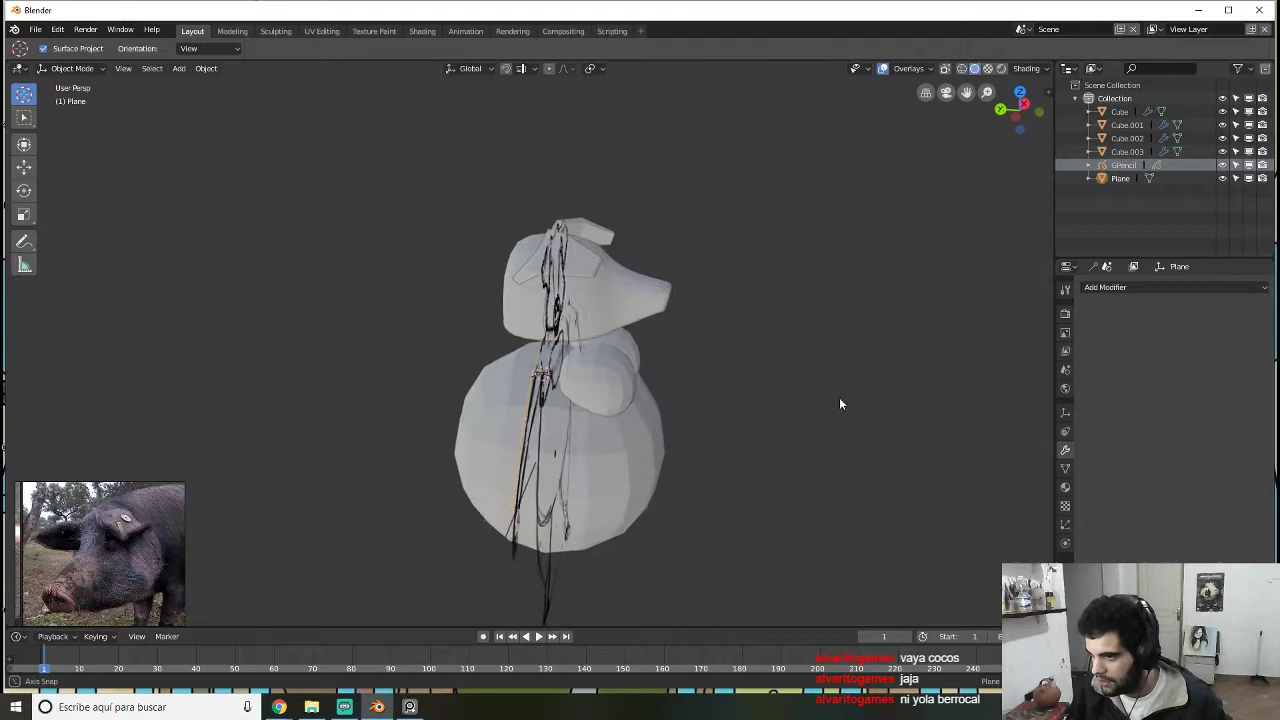 Blender
File Edit Render Window Help Layout Modeling Sculpting UV Editing Texture Paint Shading Animation Rendering Compositing Scripting + Scene View Layer
Surface Project Orientation: View
Object Mode View Select Add Object Global Overlays Shading
User Persp
(1) Plane
Z
X
Y
Scene Collection
Collection
Cube
Cube.001
Cube.002
Cube.003
GPencil
Plane
Plane
Add Modifier
Playback Keying View Marker 1 Start: 1 E
1 10 20 30 40 50 60 70 80 90 100 110 120 130 140 150 160 170 180 190 200 210 220 230 240
Axis Snap Plane
alvaritogames vaya cocos
alvaritogames jaja
alvaritogames ni yola berrocal
Escribe aquí para buscar